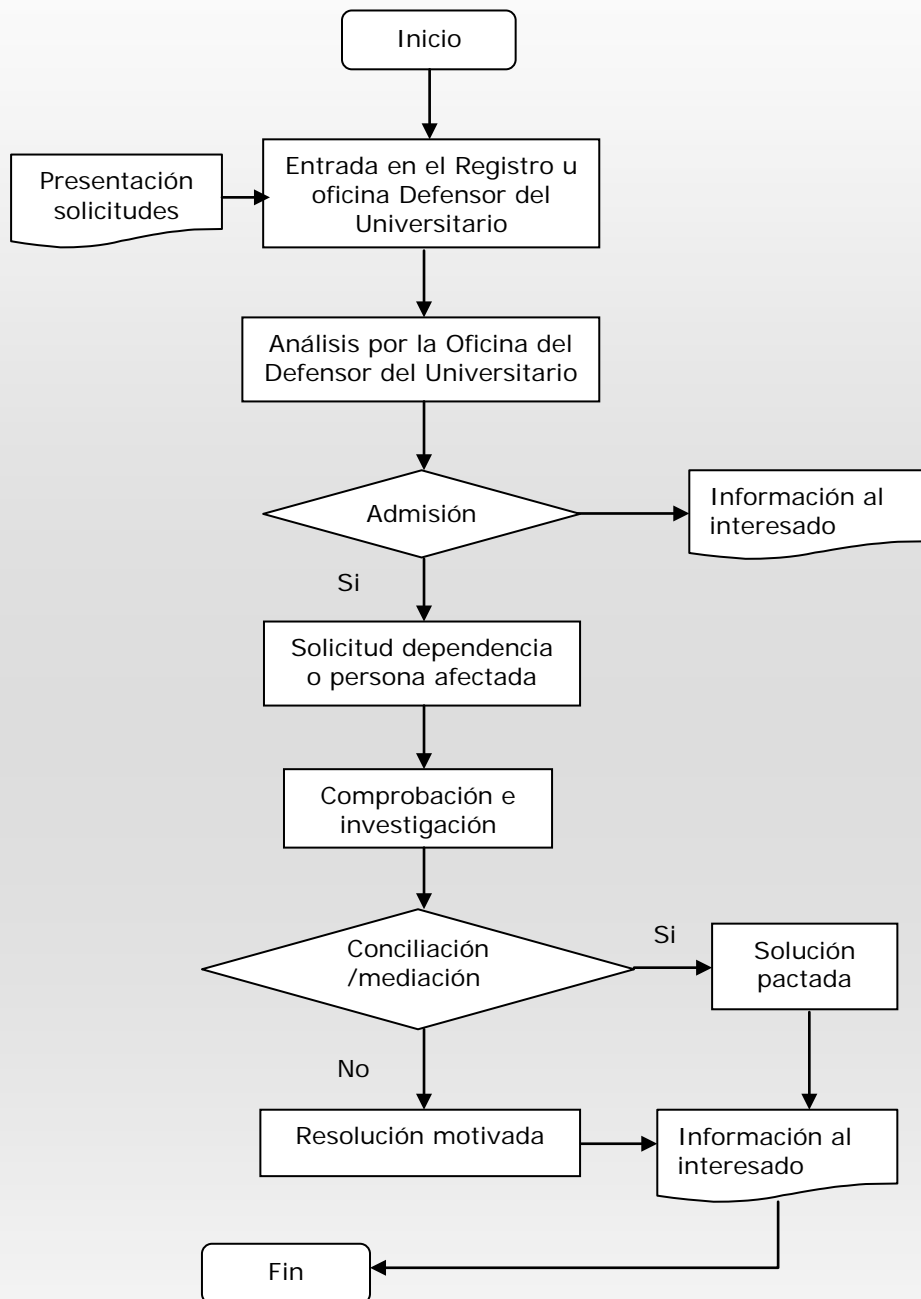 Inicio
Presentación
solicitudes
Entrada en el Registro u
oficina Defensor del
Universitario
Análisis por la Oficina del
Defensor del Universitario
Admisión
Información al
interesado
Si
Solicitud dependencia
o persona afectada
Comprobación e
investigación
Conciliación
/mediación
Si
Solución
pactada
No
Resolución motivada
Información al
interesado
Fin